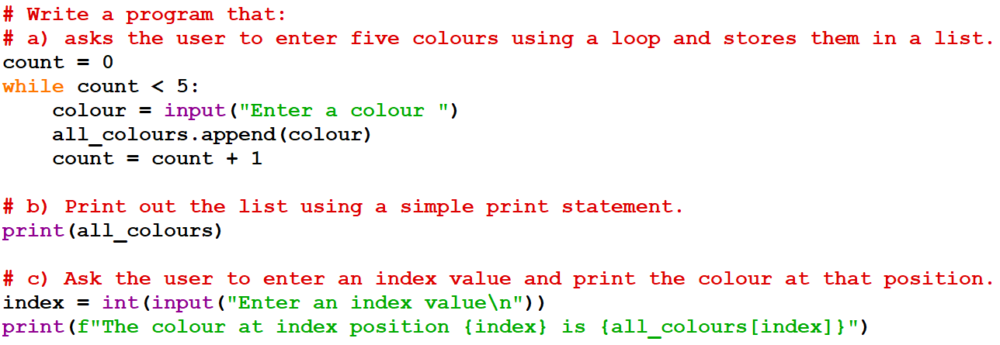 # Write a program that:
# a) asks the user to enter five colours using a loop and stores them in a list.
count = 0
while count < 5:
    colour = input("Enter a colour ")
    all_colours.append(colour)
    count = count + 1

# b) Print out the list using a simple print statement.
print(all_colours)

# c) Ask the user to enter an index value and print the colour at that position.
index = int(input("Enter an index value\n"))
print(f"The colour at index position {index} is {all_colours[index]}")